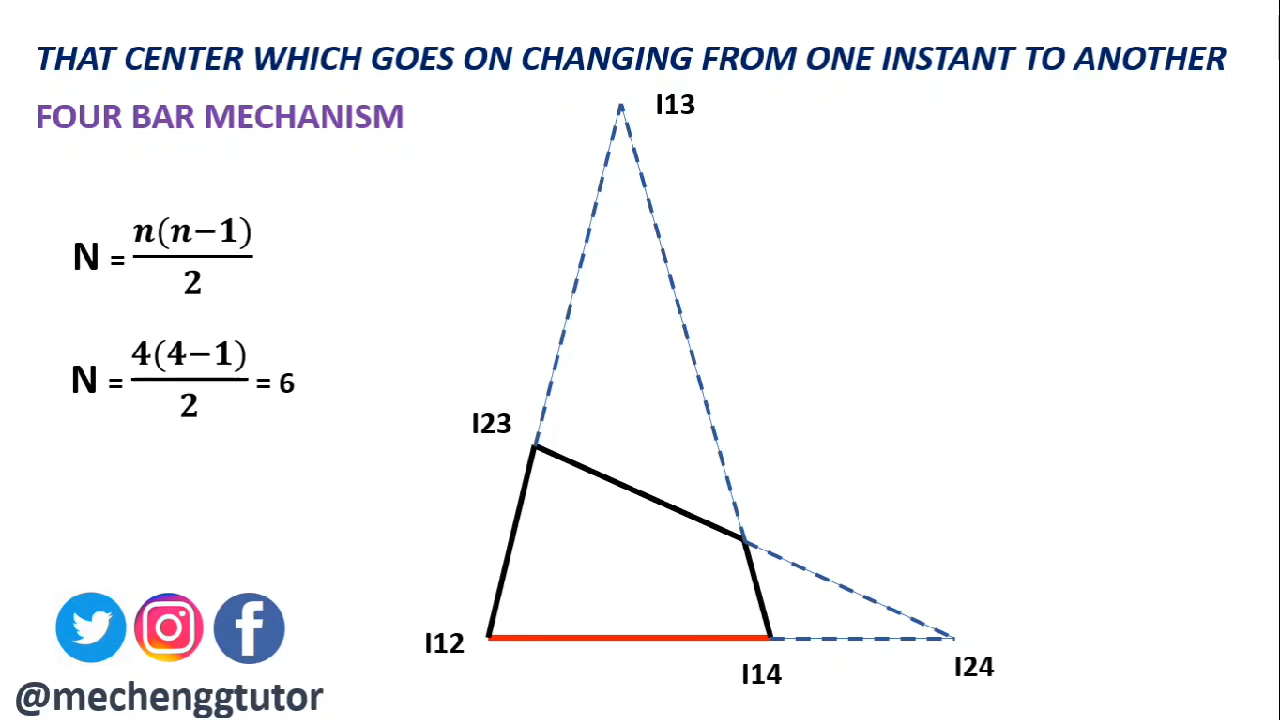 THAT CENTER WHICH GOES ON CHANGING FROM ONE INSTANT TO ANOTHER
FOUR BAR MECHANISM
I13
N = n(n−1)/2
N = 4(4−1)/2 = 6
I23
I12
I14
I24
@mechenggtutor